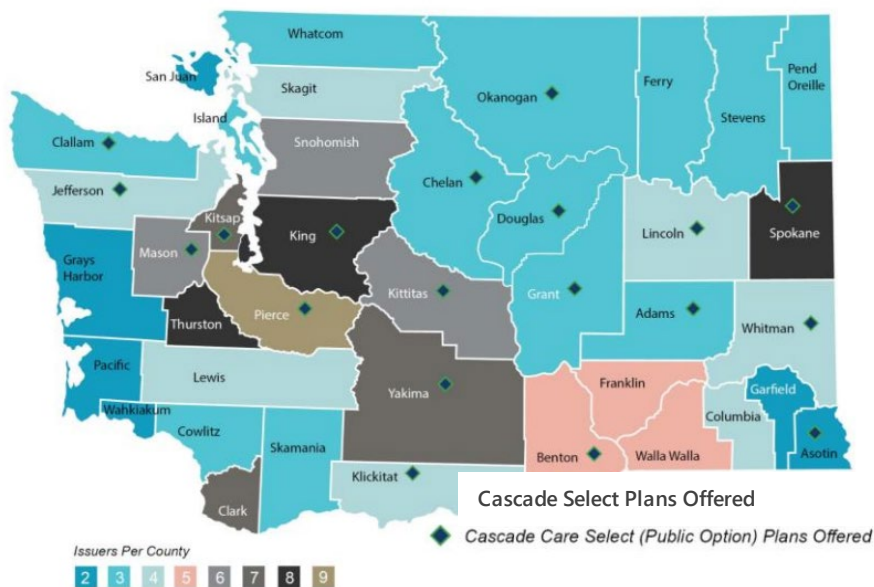 Whatcom
San Juan
Skagit
Okanogan
Ferry
Pend
Oreille
Stevens
Island
Clallam
Snohomish
Chelan
Jefferson
Kitsap
Douglas
King
Lincoln
Spokane
Mason
Grays
Harbor
Kittitas
Grant
Pierce
Adams
Thurston
Whitman
Pacific
Lewis
Yakima
Franklin
Garfield
Wahkiakum
Columbia
Cowlitz
Skamania
Benton
Walla Walla
Asotin
Klickitat
Clark
Cascade Select Plans Offered
Cascade Care Select (Public Option) Plans Offered
Issuers Per County
2 3 4 5 6 7 8 9